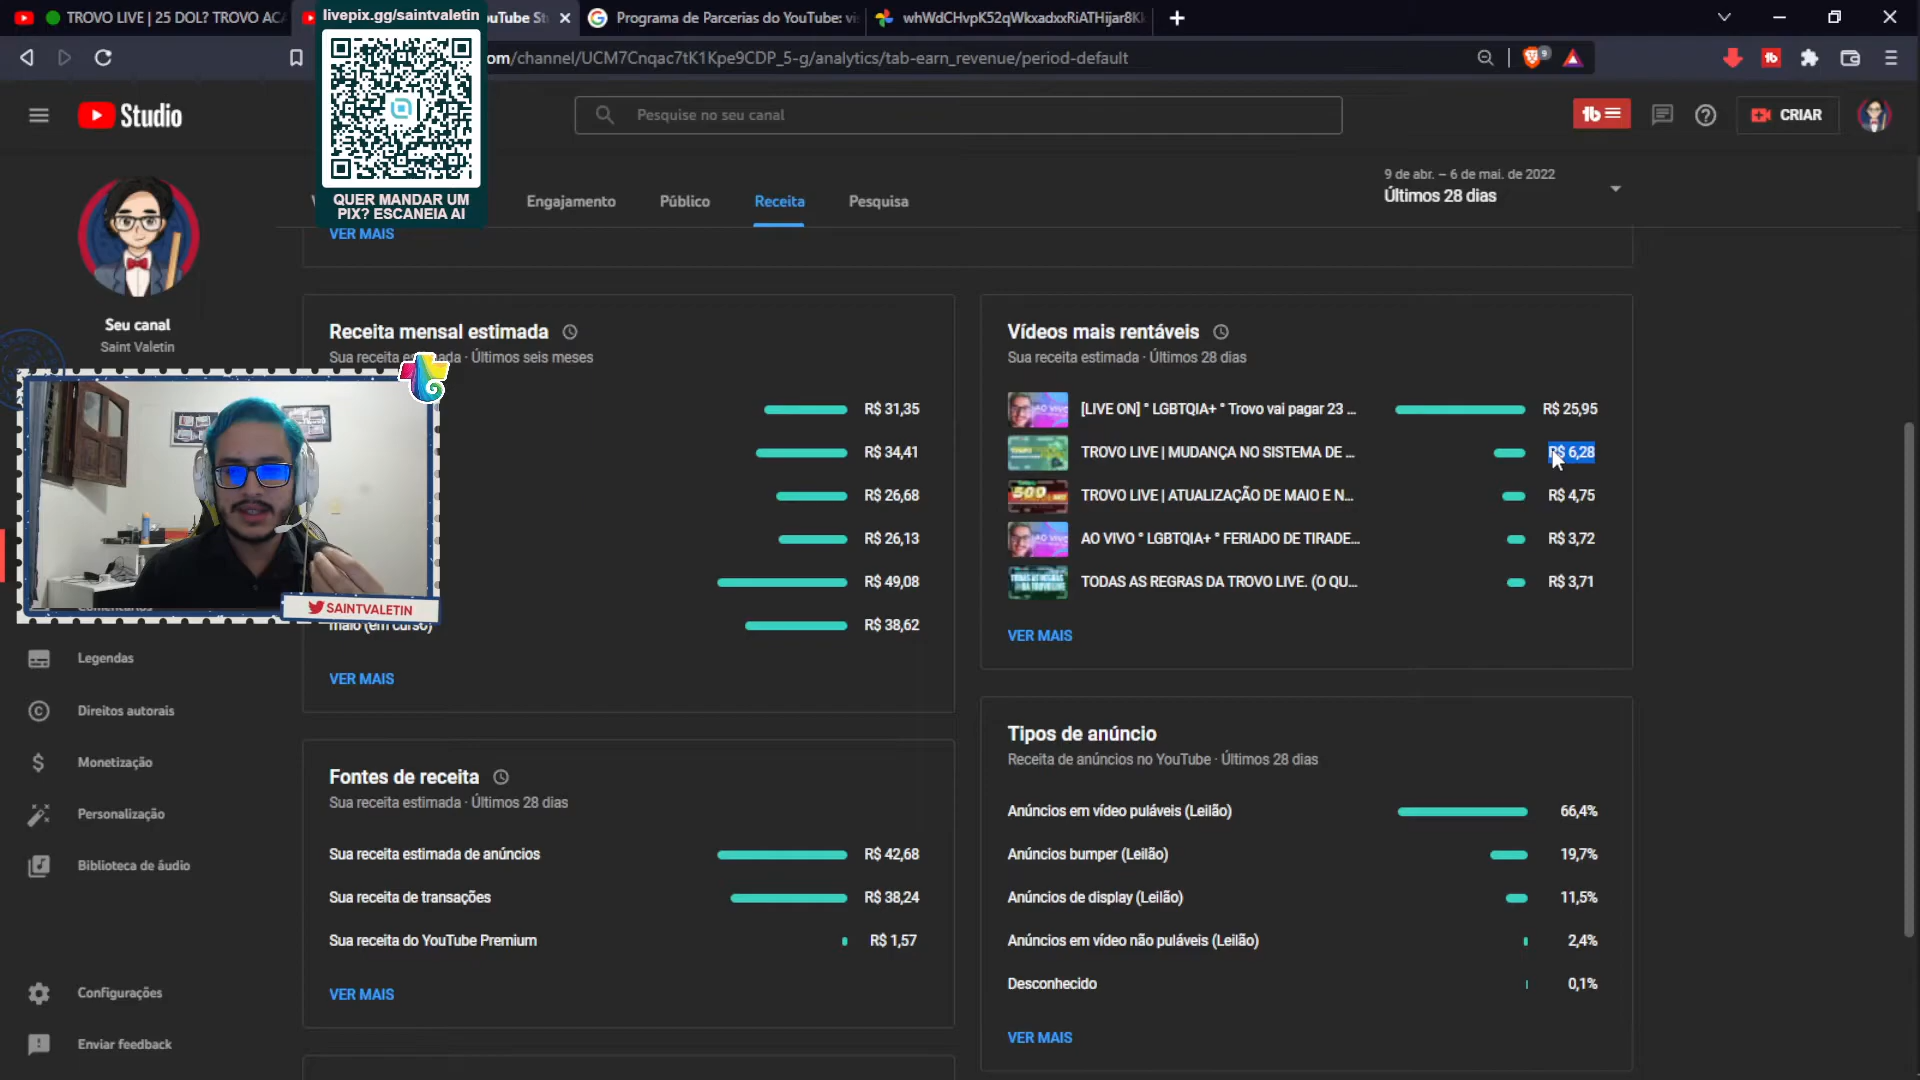 TROVO LIVE | 25 DOL? TROVO ACA
livepix.gg/saintvaletin
uTube St
Programa de Parcerias do YouTube: vi
whWdCHvpK52qWkxadxxRiATHijar8K
om/channel/UCM7Cnqac7tK1Kpe9CDP_5-g/analytics/tab-earn_revenue/period-default
9
Studio
Pesquise no seu canal
CRIAR
QUER MANDAR UM
PIX? ESCANEIA AI
Engajamento
Público
Receita
Pesquisa
9 de abr. – 6 de mai. de 2022
Últimos 28 dias
VER MAIS
Seu canal
Saint Valetin
Receita mensal estimada
Sua receita estimada · Últimos seis meses
R$ 31,35
R$ 34,41
R$ 26,68
R$ 26,13
R$ 49,08
maio (em curso)
R$ 38,62
VER MAIS
SAINTVALETIN
Vídeos mais rentáveis
Sua receita estimada · Últimos 28 dias
[LIVE ON] * LGBTQIA+ * Trovo vai pagar 23 ...
R$ 25,95
TROVO LIVE | MUDANÇA NO SISTEMA DE ...
R$ 6,28
TROVO LIVE | ATUALIZAÇÃO DE MAIO E N...
R$ 4,75
AO VIVO * LGBTQIA+ * FERIADO DE TIRADE...
R$ 3,72
TODAS AS REGRAS DA TROVO LIVE. (O QU...
R$ 3,71
VER MAIS
Comentários
Legendas
Direitos autorais
Monetização
Personalização
Biblioteca de áudio
Configurações
Enviar feedback
Fontes de receita
Sua receita estimada · Últimos 28 dias
Sua receita estimada de anúncios
R$ 42,68
Sua receita de transações
R$ 38,24
Sua receita do YouTube Premium
R$ 1,57
VER MAIS
Tipos de anúncio
Receita de anúncios no YouTube · Últimos 28 dias
Anúncios em vídeo puláveis (Leilão)
66,4%
Anúncios bumper (Leilão)
19,7%
Anúncios de display (Leilão)
11,5%
Anúncios em vídeo não puláveis (Leilão)
2,4%
Desconhecido
0,1%
VER MAIS